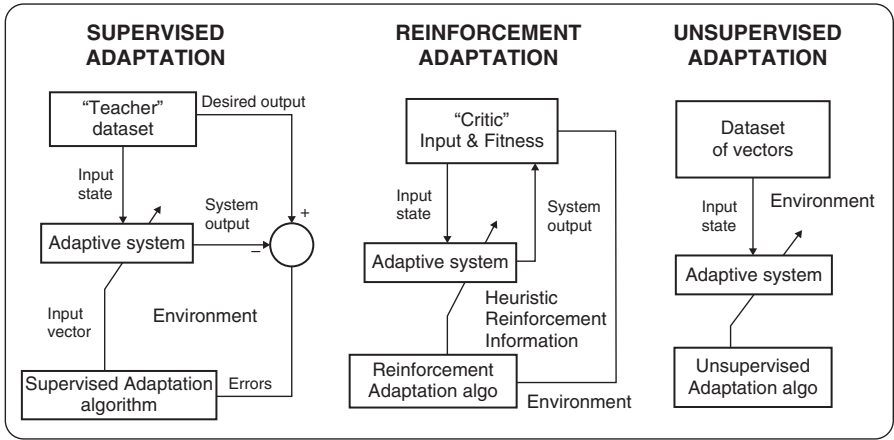 SUPERVISED
ADAPTATION
“Teacher”
dataset
Desired output
Input
state
System
output
+
Adaptive system
−
Input
vector
Environment
Supervised Adaptation
algorithm
Errors
REINFORCEMENT
ADAPTATION
“Critic”
Input & Fitness
Input
state
System
output
Adaptive system
Heuristic
Reinforcement
Information
Reinforcement
Adaptation algo
Environment
UNSUPERVISED
ADAPTATION
Dataset
of vectors
Input
state
Environment
Adaptive system
Unsupervised
Adaptation algo